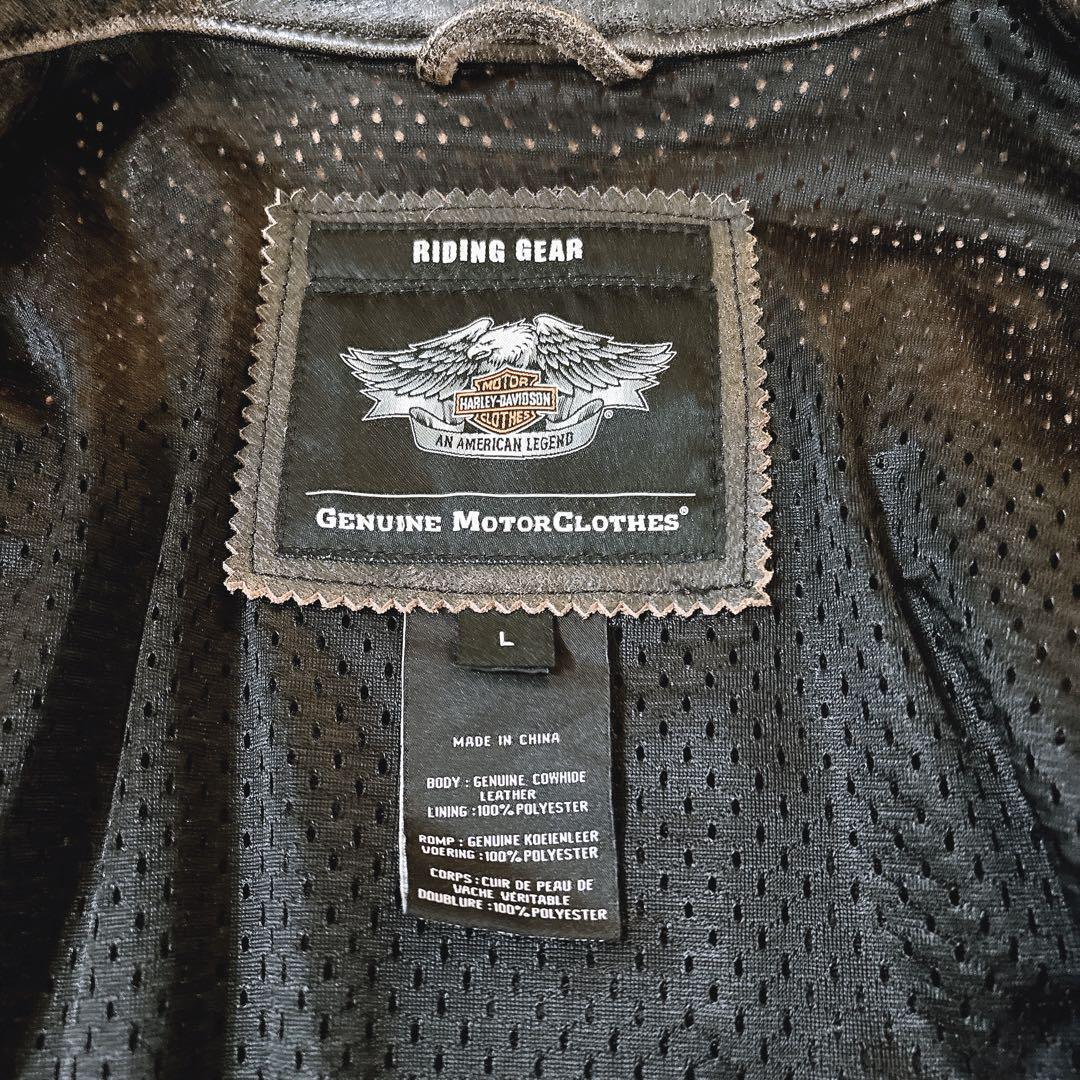 RIDING GEAR
MOTOR
HARLEY-DAVIDSON
CLOTHES
®
AN AMERICAN LEGEND
GENUINE MOTORCLOTHES®
L
MADE IN CHINA
BODY : GENUINE COWHIDE
LEATHER
LINING :100% POLYESTER
ROMP : GENUINE KOEIENLEER
VOERING :100% POLYESTER
CORPS : CUIR DE PEAU DE
VACHE VERITABLE
DOUBLURE :100% POLYESTER